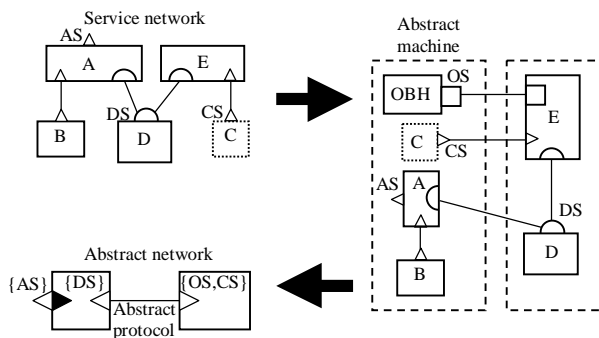 Service network
AS
A
E
DS
CS
B
D
C
Abstract
machine
OS
OBH
E
C
CS
A
AS
DS
B
D
Abstract network
{AS}
{DS}
{OS,CS}
Abstract
protocol